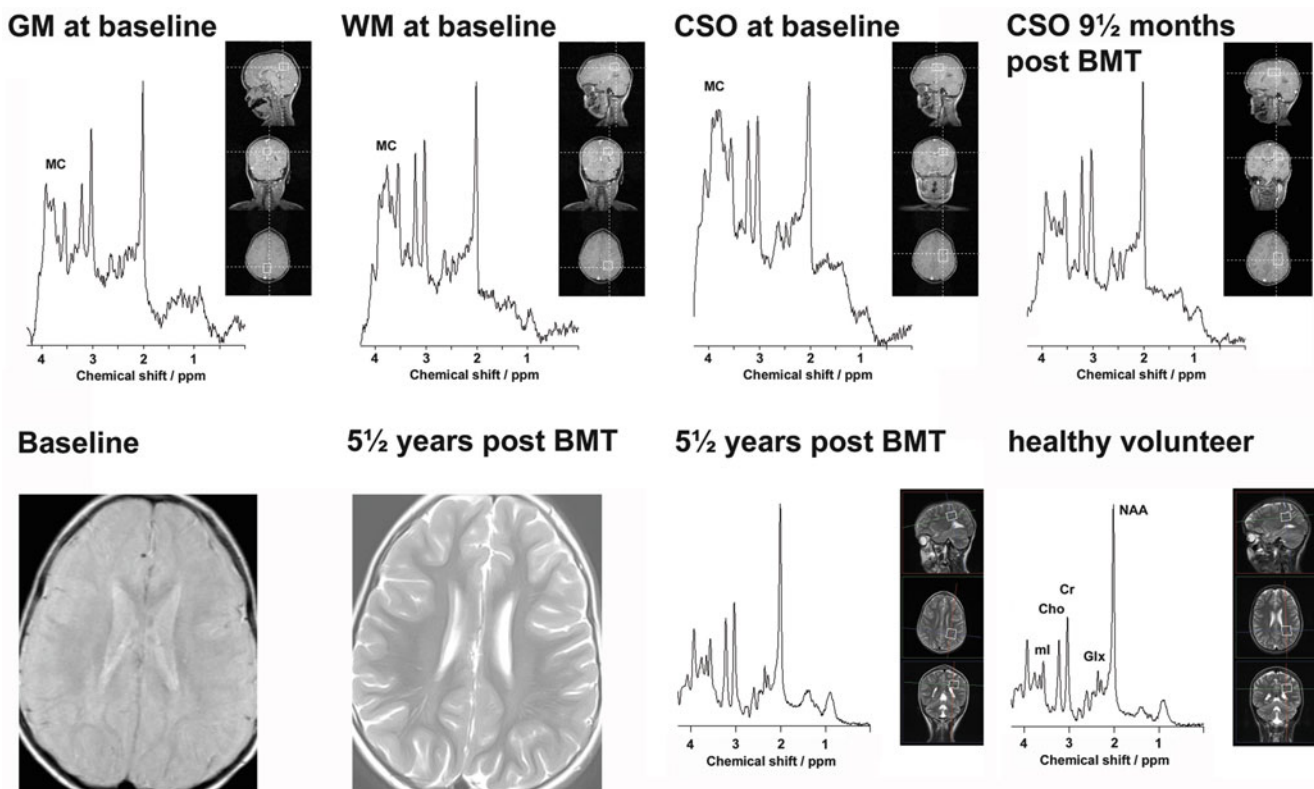 GM at baseline
WM at baseline
CSO at baseline
CSO 9½ months
post BMT
MC
4 3 2 1
Chemical shift / ppm
MC
4 3 2 1
Chemical shift / ppm
MC
4 3 2 1
Chemical shift / ppm
4 3 2 1
Chemical shift / ppm
Baseline
5½ years post BMT
5½ years post BMT
4 3 2 1
Chemical shift / ppm
healthy volunteer
NAA
Cr
Cho
mI
Glx
4 3 2 1
Chemical shift / ppm